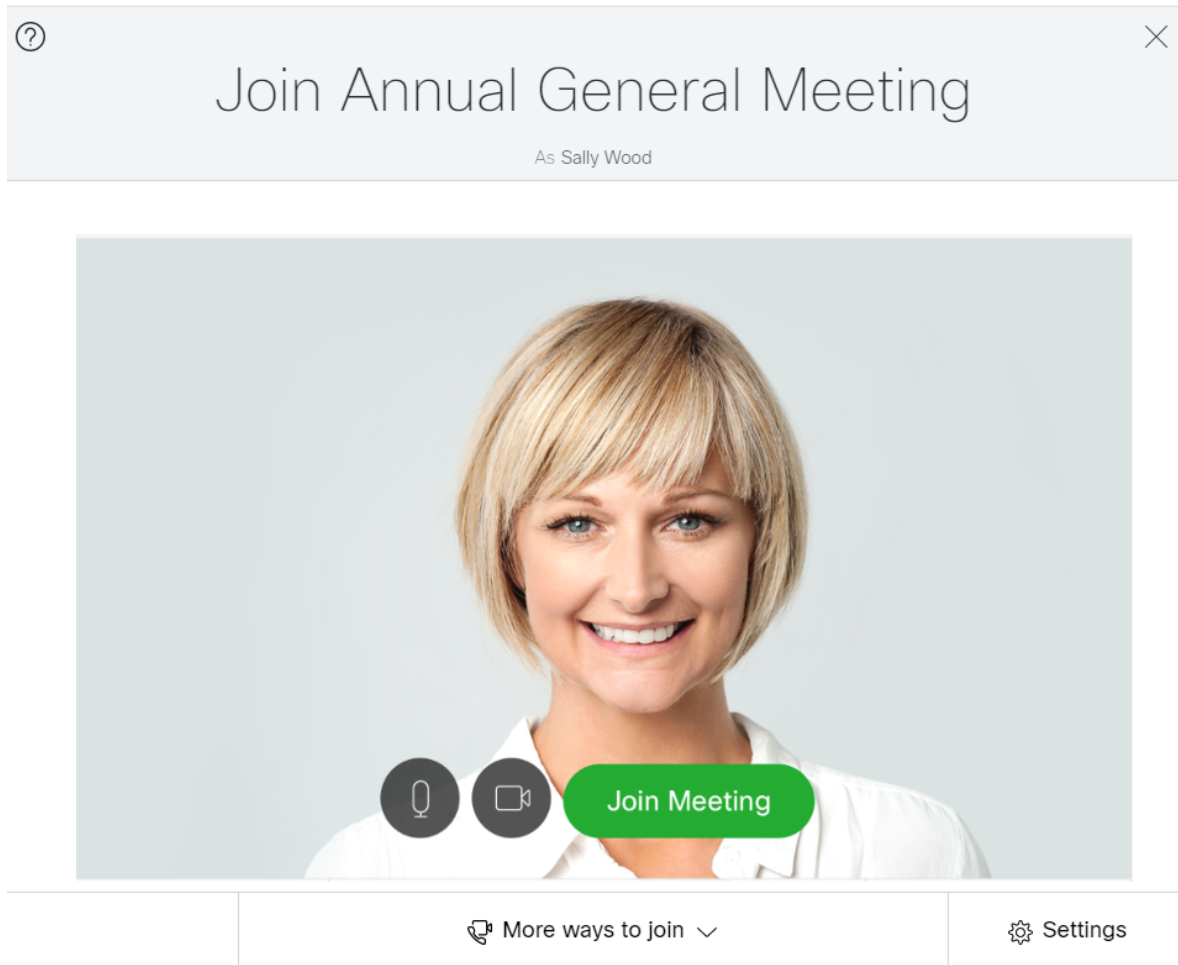 Join Annual General Meeting
As Sally Wood
Join Meeting
More ways to join
Settings